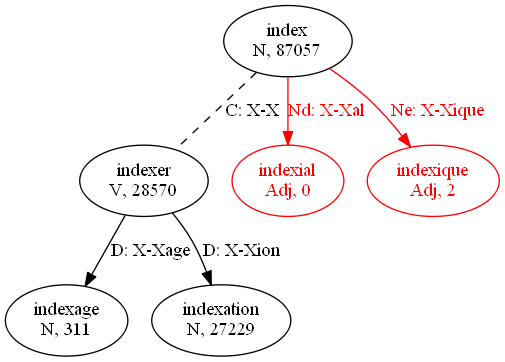 index
N, 87057
C: X-X
Nd: X-Xal
Ne: X-Xique
indexer
V, 28570
indexial
Adj, 0
indexique
Adj, 2
D: X-Xage
D: X-Xion
indexage
N, 311
indexation
N, 27229